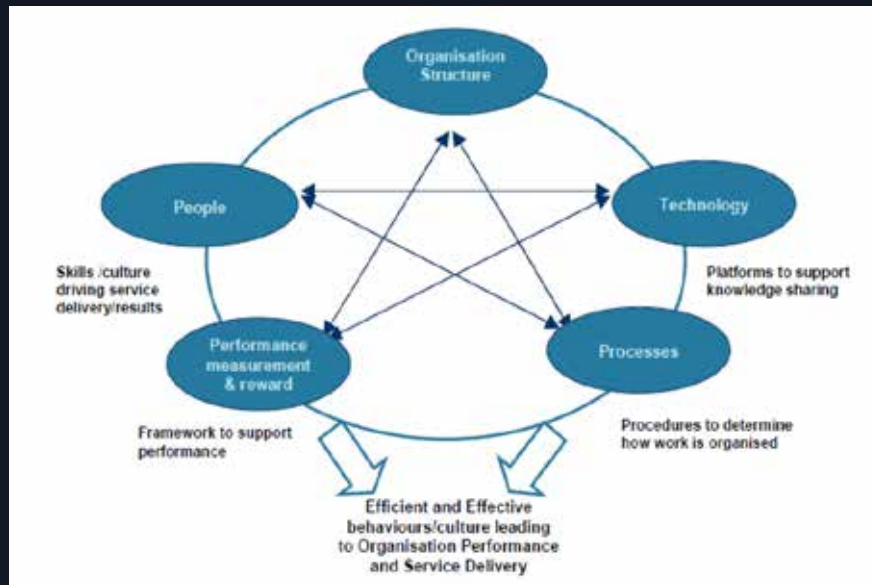 Organisation
Structure
People
Technology
Skills /culture
driving service
delivery/results
Platforms to support
knowledge sharing
Performance
measurement
& reward
Processes
Framework to support
performance
Procedures to determine
how work is organised
Efficient and Effective
behaviours/culture leading
to Organisation Performance
and Service Delivery